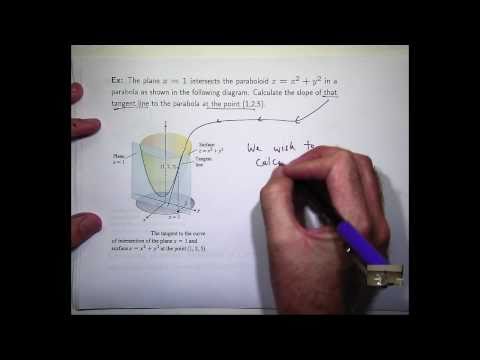 Ex: The plane x = 1 intersects the paraboloid z = x² + y² in a
parabola as shown in the following diagram. Calculate the slope of that
tangent line to the parabola at the point (1,2,5).
We wish to
calcu
z
Surface
z = x² + y²
Plane
x = 1
Tangent
line
(1, 2, 5)
x
y
The tangent to the curve
of intersection of the plane x = 1 and
surface z = x² + y² at the point (1, 2, 5)